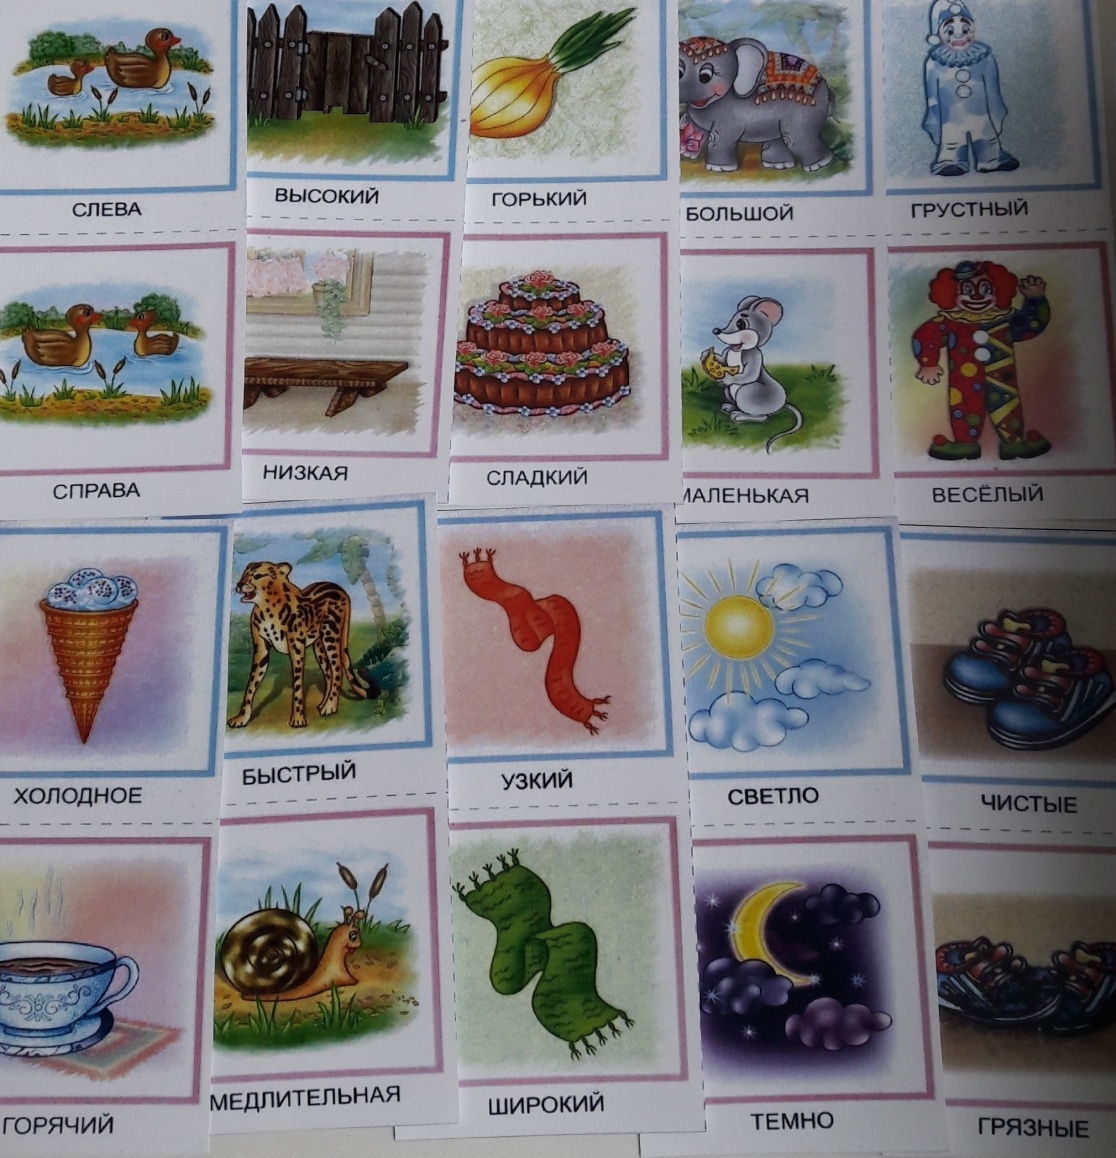 СЛЕВА
ВЫСОКИЙ
ГОРЬКИЙ
БОЛЬШОЙ
ГРУСТНЫЙ
СПРАВА
НИЗКАЯ
СЛАДКИЙ
МАЛЕНЬКАЯ
ВЕСЁЛЫЙ
ХОЛОДНОЕ
БЫСТРЫЙ
УЗКИЙ
СВЕТЛО
ЧИСТЫЕ
ГОРЯЧИЙ
МЕДЛИТЕЛЬНАЯ
ШИРОКИЙ
ТЕМНО
ГРЯЗНЫЕ